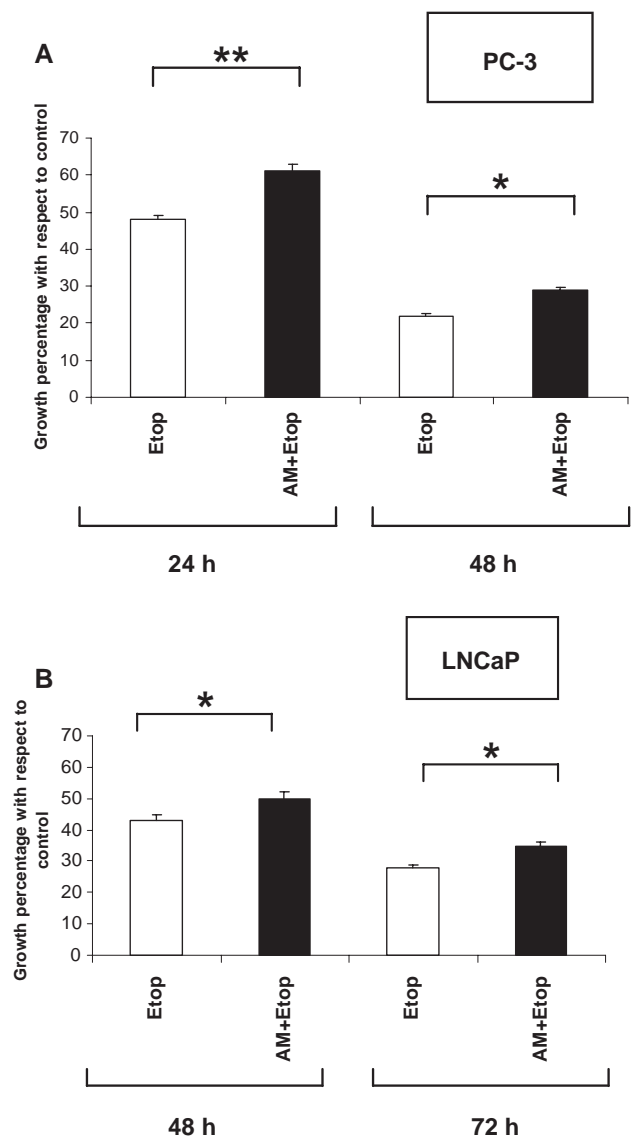 A
**
PC-3
Growth percentage with respect to control
70
60
50
40
30
20
10
0
*
Etop
AM+Etop
Etop
AM+Etop
24 h
48 h
B
LNCaP
*
*
Growth percentage with respect to
control
70
60
50
40
30
20
10
0
Etop
AM+Etop
Etop
AM+Etop
48 h
72 h